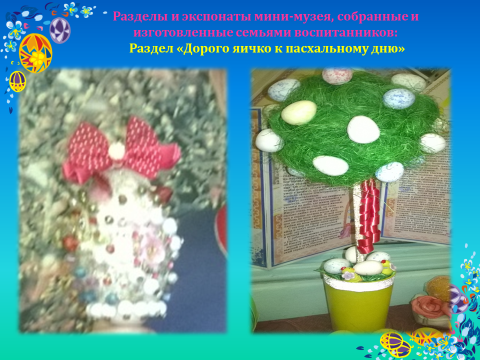 Разделы и экспонаты мини-музея, собранные и
изготовленные семьями воспитанников:
Раздел «Дорого яичко к пасхальному дню»